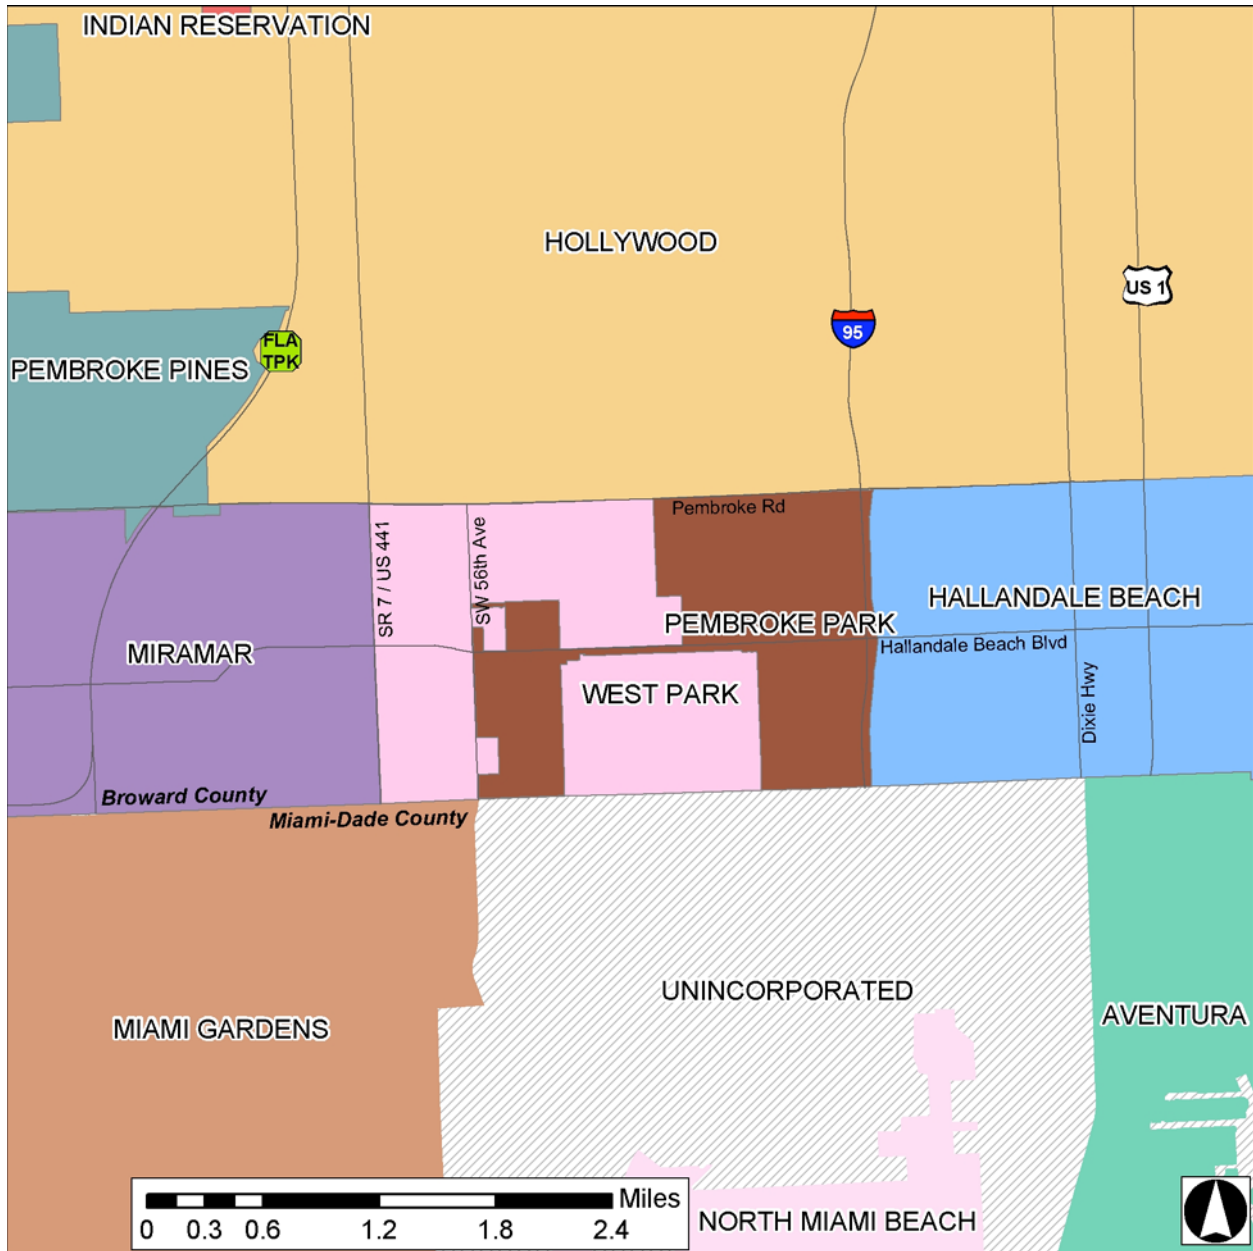 INDIAN RESERVATION
HOLLYWOOD
US 1
95
FLA
TPK
PEMBROKE PINES
Pembroke Rd
SR 7 / US 441
SW 56th Ave
HALLANDALE BEACH
PEMBROKE PARK
Hallandale Beach Blvd
MIRAMAR
WEST PARK
Dixie Hwy
Broward County
Miami-Dade County
UNINCORPORATED
AVENTURA
MIAMI GARDENS
Miles
0 0.3 0.6 1.2 1.8 2.4
NORTH MIAMI BEACH